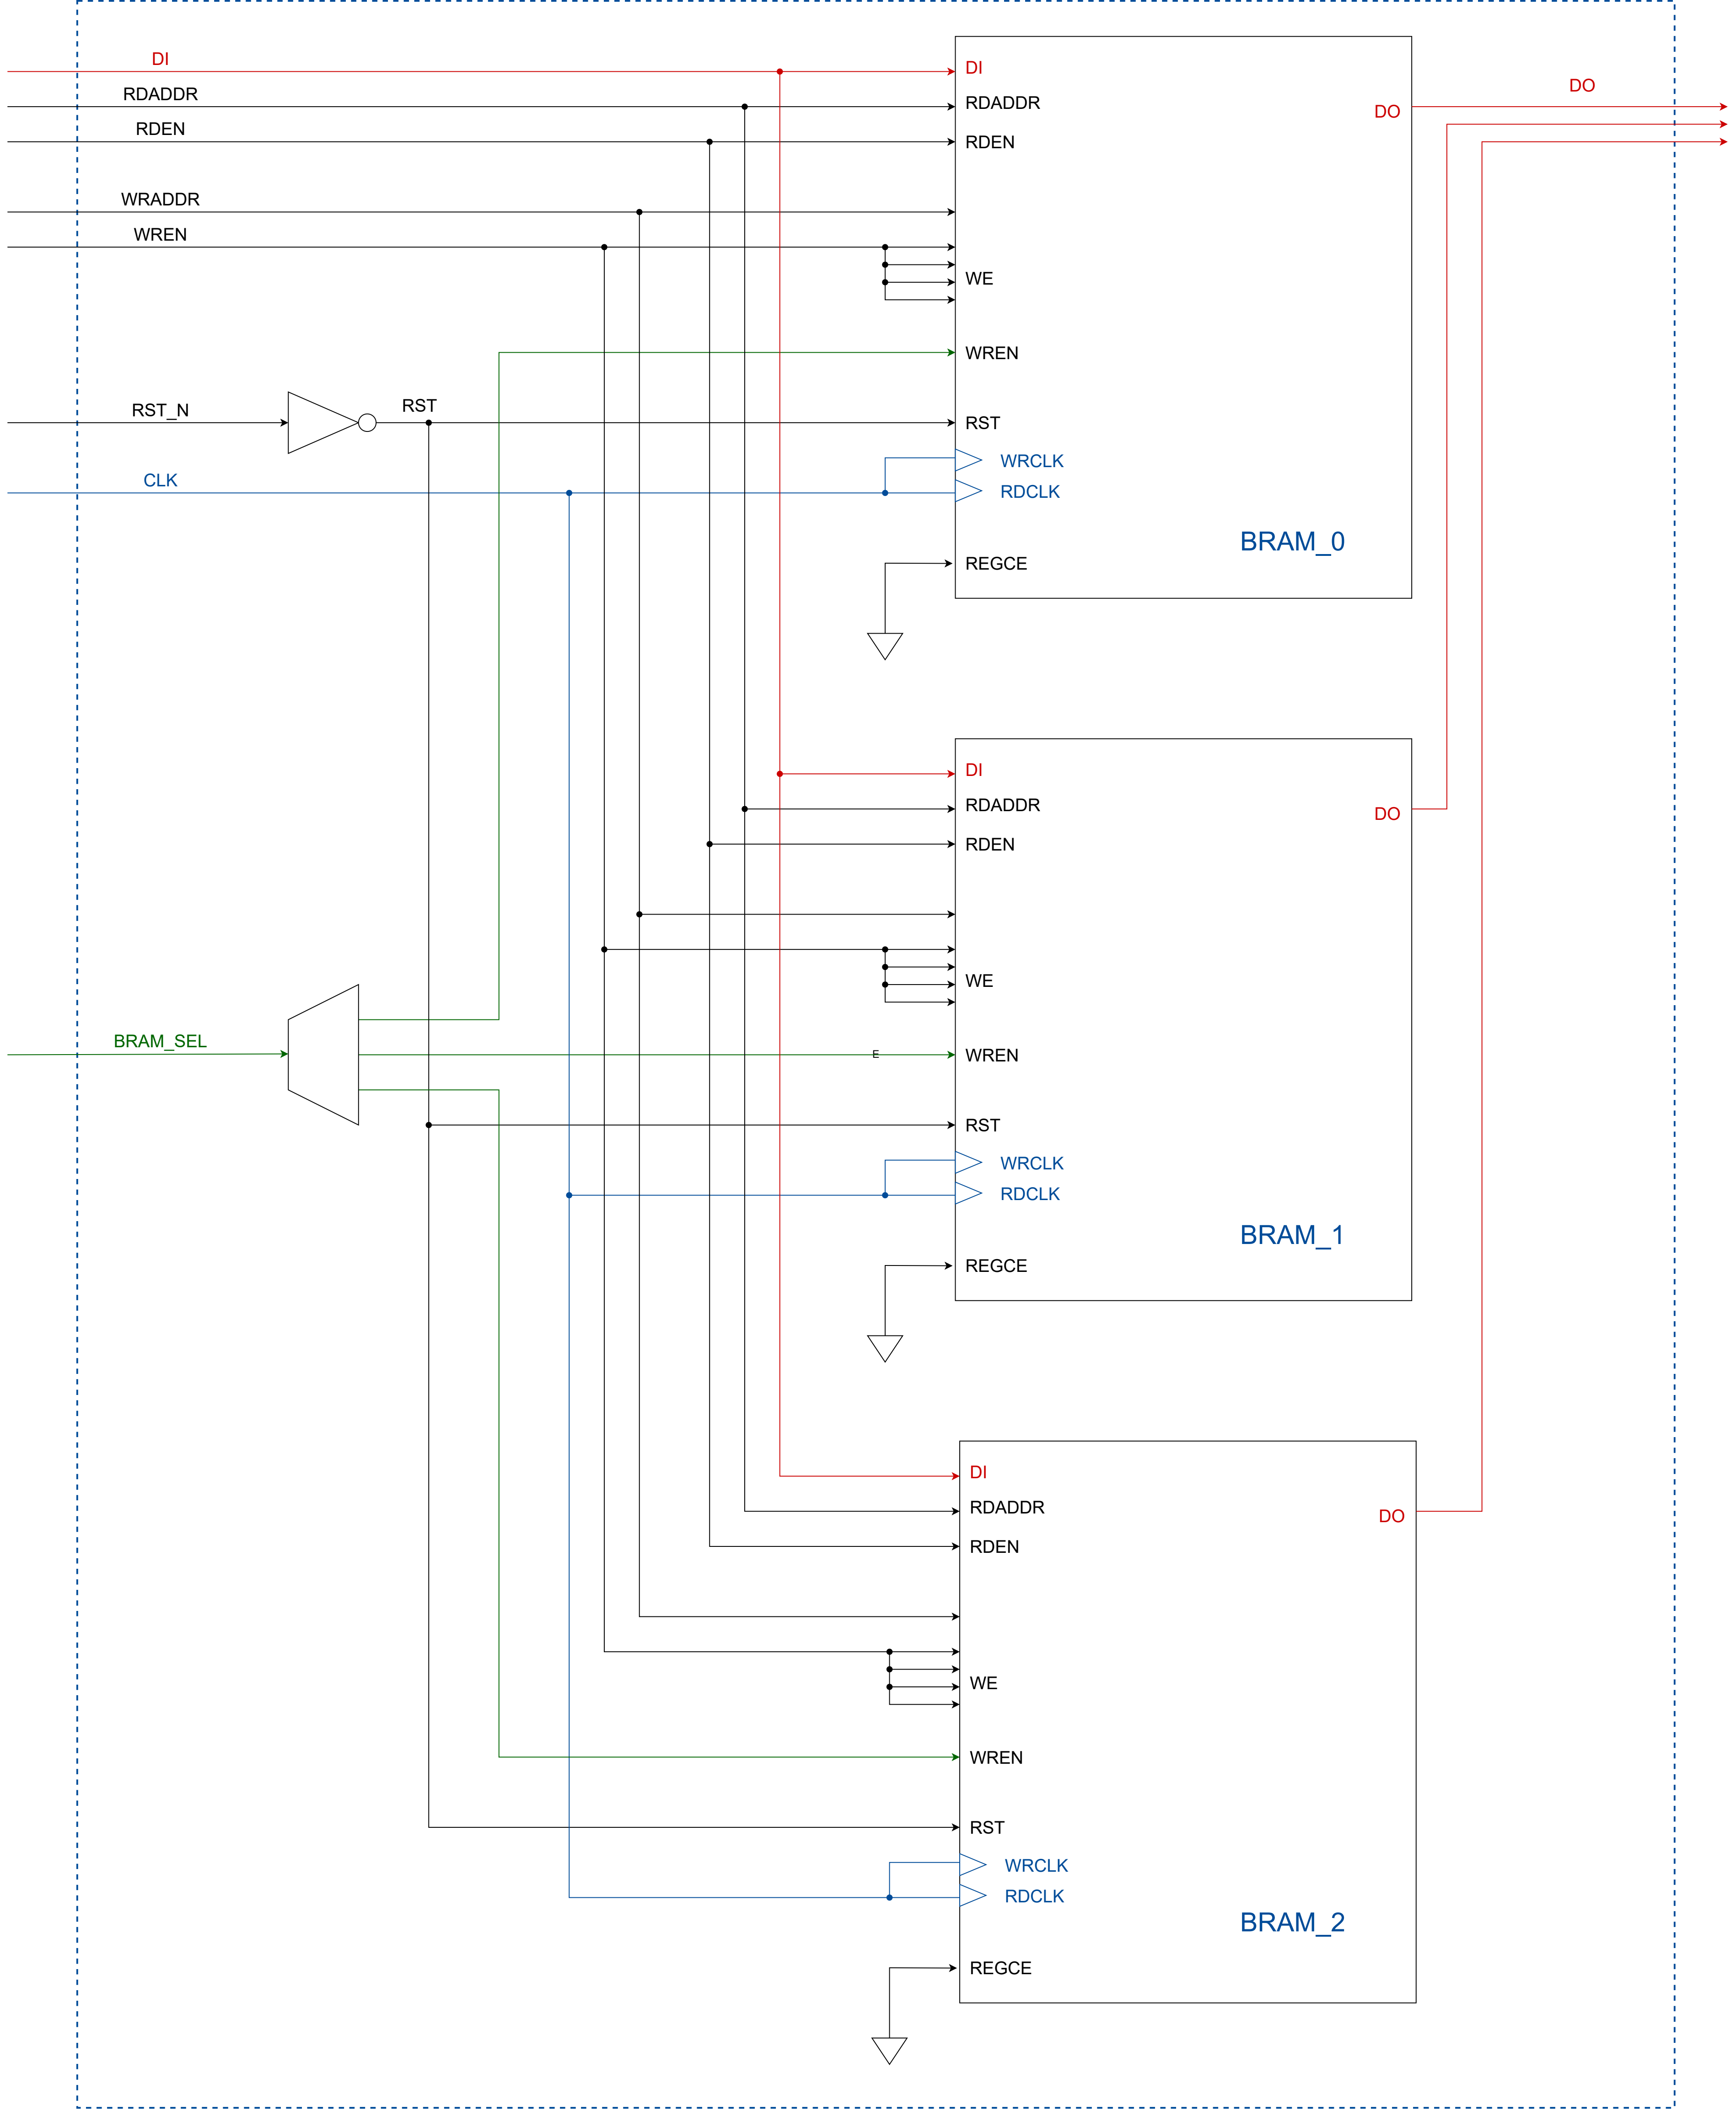 DI
RDADDR
RDEN
WRADDR
WREN
RST_N
RST
CLK
DI
RDADDR
RDEN
WE
WREN
RST
WRCLK
RDCLK
REGCE
DO
BRAM_0
DO
BRAM_SEL
E
DI
RDADDR
RDEN
WE
WREN
RST
WRCLK
RDCLK
REGCE
DO
BRAM_1
DI
RDADDR
RDEN
WE
WREN
RST
WRCLK
RDCLK
REGCE
DO
BRAM_2